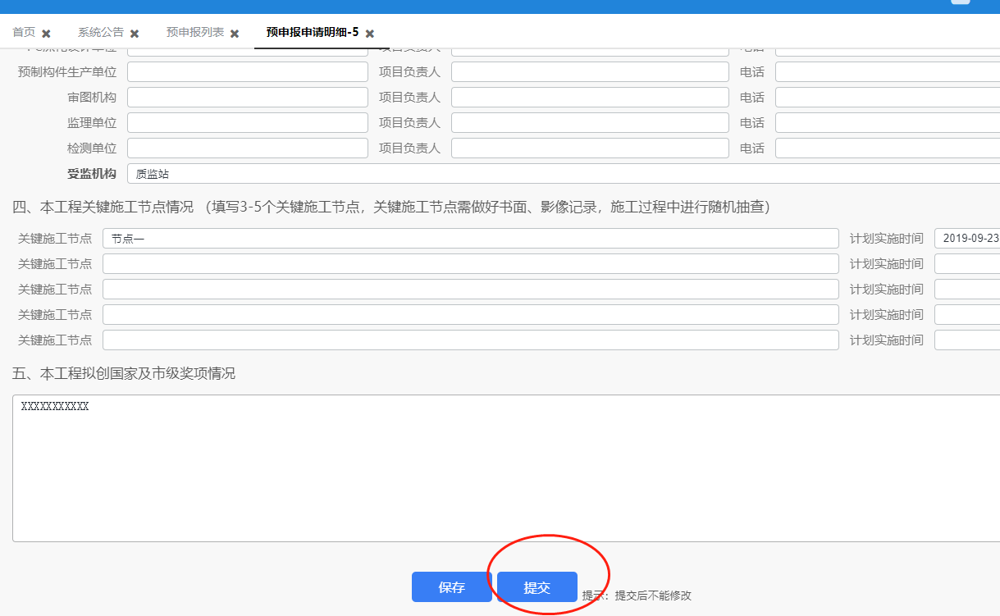 首页 系统公告 预申报列表 预申报申请明细-5
预制构件生产单位 项目负责人 电话
审图机构 项目负责人 电话
监理单位 项目负责人 电话
检测单位 项目负责人 电话
受监机构 质监站
四、本工程关键施工节点情况 （填写3-5个关键施工节点，关键施工节点需做好书面、影像记录，施工过程中进行随机抽查）
关键施工节点 节点一 计划实施时间 2019-09-23
关键施工节点 计划实施时间
关键施工节点 计划实施时间
关键施工节点 计划实施时间
关键施工节点 计划实施时间
五、本工程拟创国家及市级奖项情况
XXXXXXXXXXX
保存 提交 提示：提交后不能修改